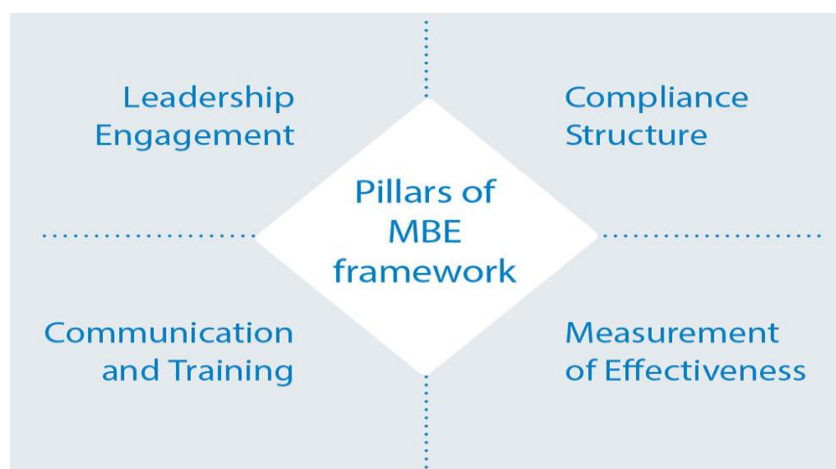 Leadership
Engagement
Compliance
Structure
Pillars of
MBE
framework
Communication
and Training
Measurement
of Effectiveness